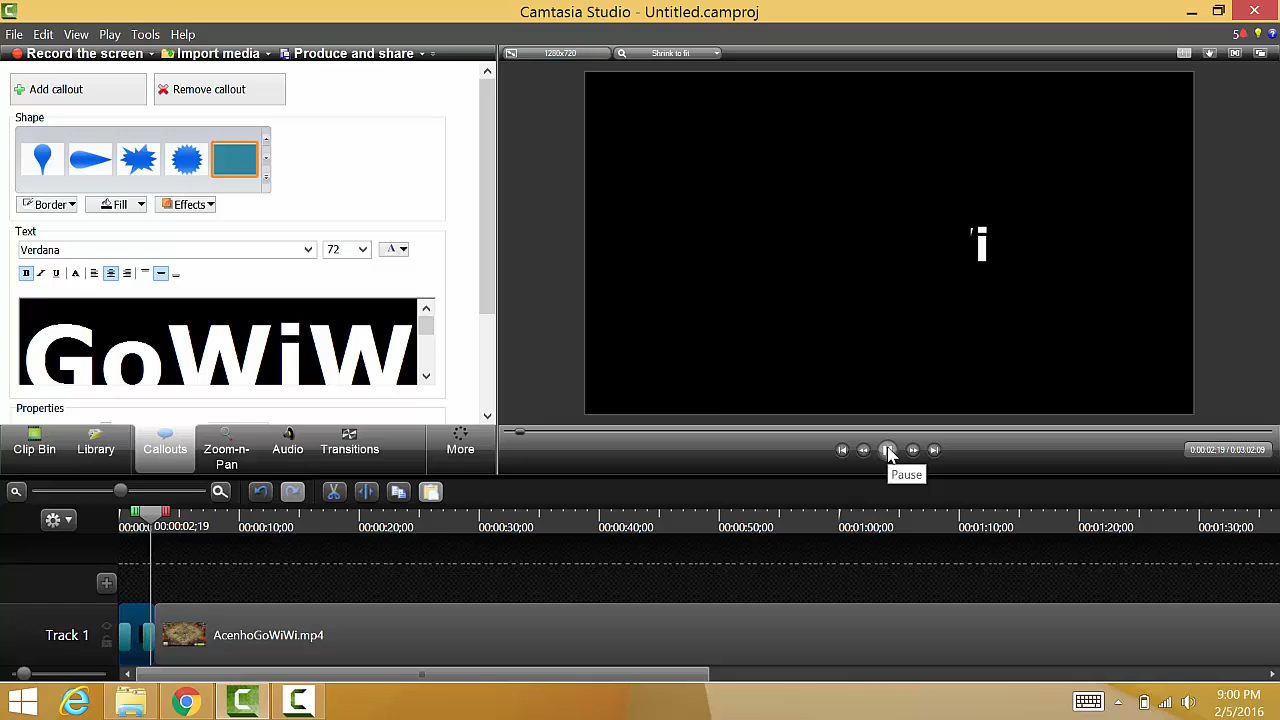 Camtasia Studio - Untitled.camproj
File Edit View Play Tools Help
5
Record the screen Import media Produce and share
1280x720 Shrink to fit
Add callout Remove callout
Shape
Border Fill Effects
Text
Verdana 72 A
B I U A
GoWiW
'i
Properties
Clip Bin Library Callouts Zoom-n-Pan Audio Transitions More
0:00:02;19 / 0:03:02;09
Pause
00:00:02;19 00:00:10;00 00:00:20;00 00:00:30;00 00:00:40;00 00:00:50;00 00:01:00;00 00:01:10;00 00:01:20;00 00:01:30;00
Track 1 AcenhoGoWiWi.mp4
9:00 PM
2/5/2016